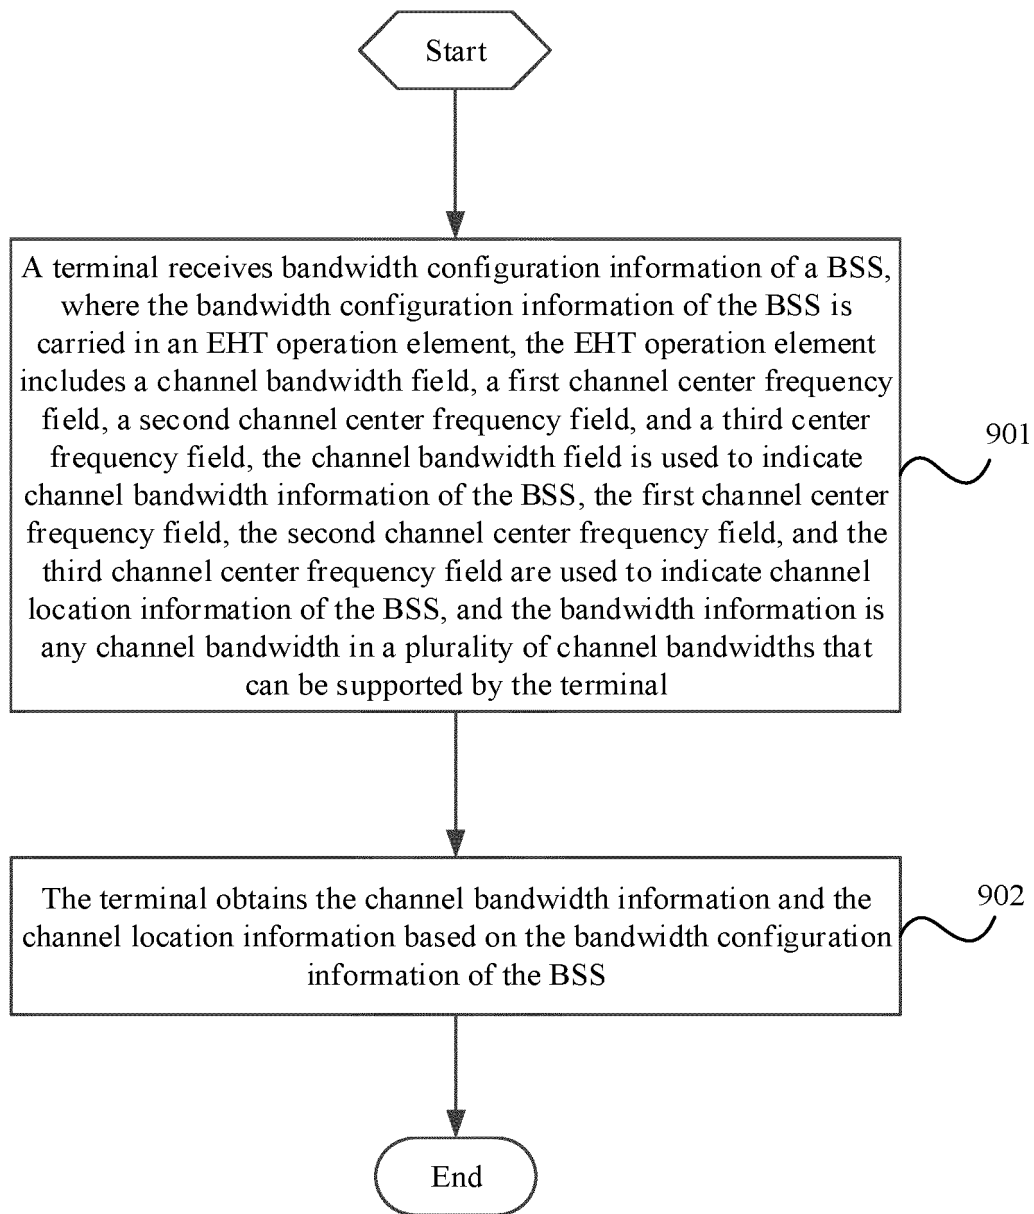 Start
A terminal receives bandwidth configuration information of a BSS,
where the bandwidth configuration information of the BSS is
carried in an EHT operation element, the EHT operation element
includes a channel bandwidth field, a first channel center frequency
field, a second channel center frequency field, and a third center
frequency field, the channel bandwidth field is used to indicate
channel bandwidth information of the BSS, the first channel center
frequency field, the second channel center frequency field, and the
third channel center frequency field are used to indicate channel
location information of the BSS, and the bandwidth information is
any channel bandwidth in a plurality of channel bandwidths that
can be supported by the terminal
901
The terminal obtains the channel bandwidth information and the
channel location information based on the bandwidth configuration
information of the BSS
902
End